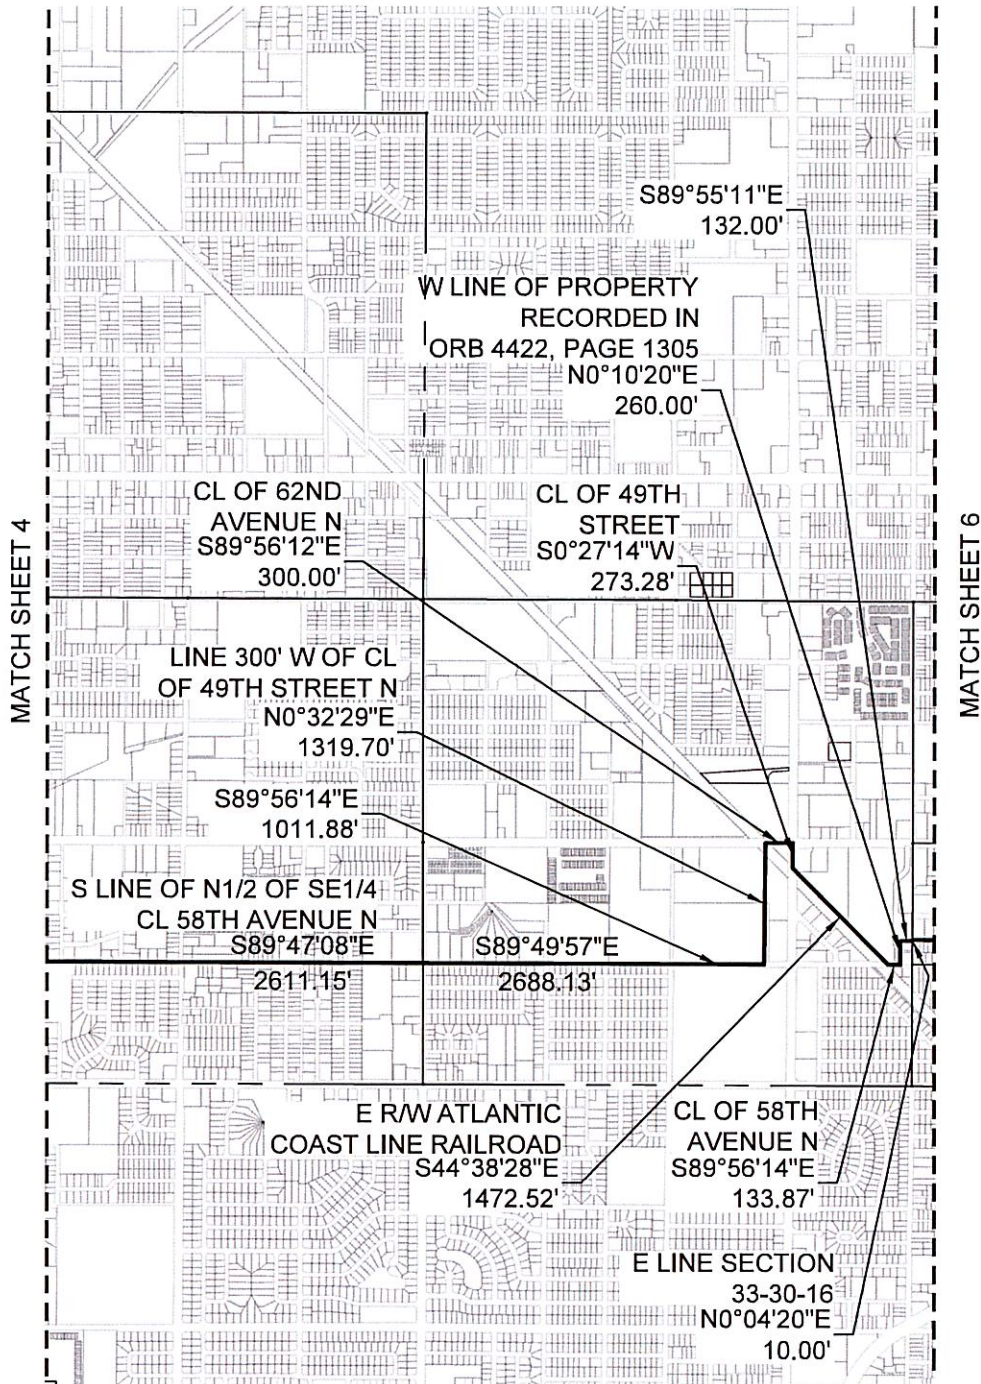 S89°55'11"E
132.00'
W LINE OF PROPERTY
RECORDED IN
ORB 4422, PAGE 1305
N0°10'20"E
260.00'
CL OF 62ND
AVENUE N
S89°56'12"E
300.00'
CL OF 49TH
STREET
S0°27'14"W
273.28'
MATCH SHEET 4
MATCH SHEET 6
LINE 300' W OF CL
OF 49TH STREET N
N0°32'29"E
1319.70'
S89°56'14"E
1011.88'
S LINE OF N1/2 OF SE1/4
CL 58TH AVENUE N
S89°47'08"E
2611.15'
S89°49'57"E
2688.13'
E R/W ATLANTIC
COAST LINE RAILROAD
S44°38'28"E
1472.52'
CL OF 58TH
AVENUE N
S89°56'14"E
133.87'
E LINE SECTION
33-30-16
N0°04'20"E
10.00'